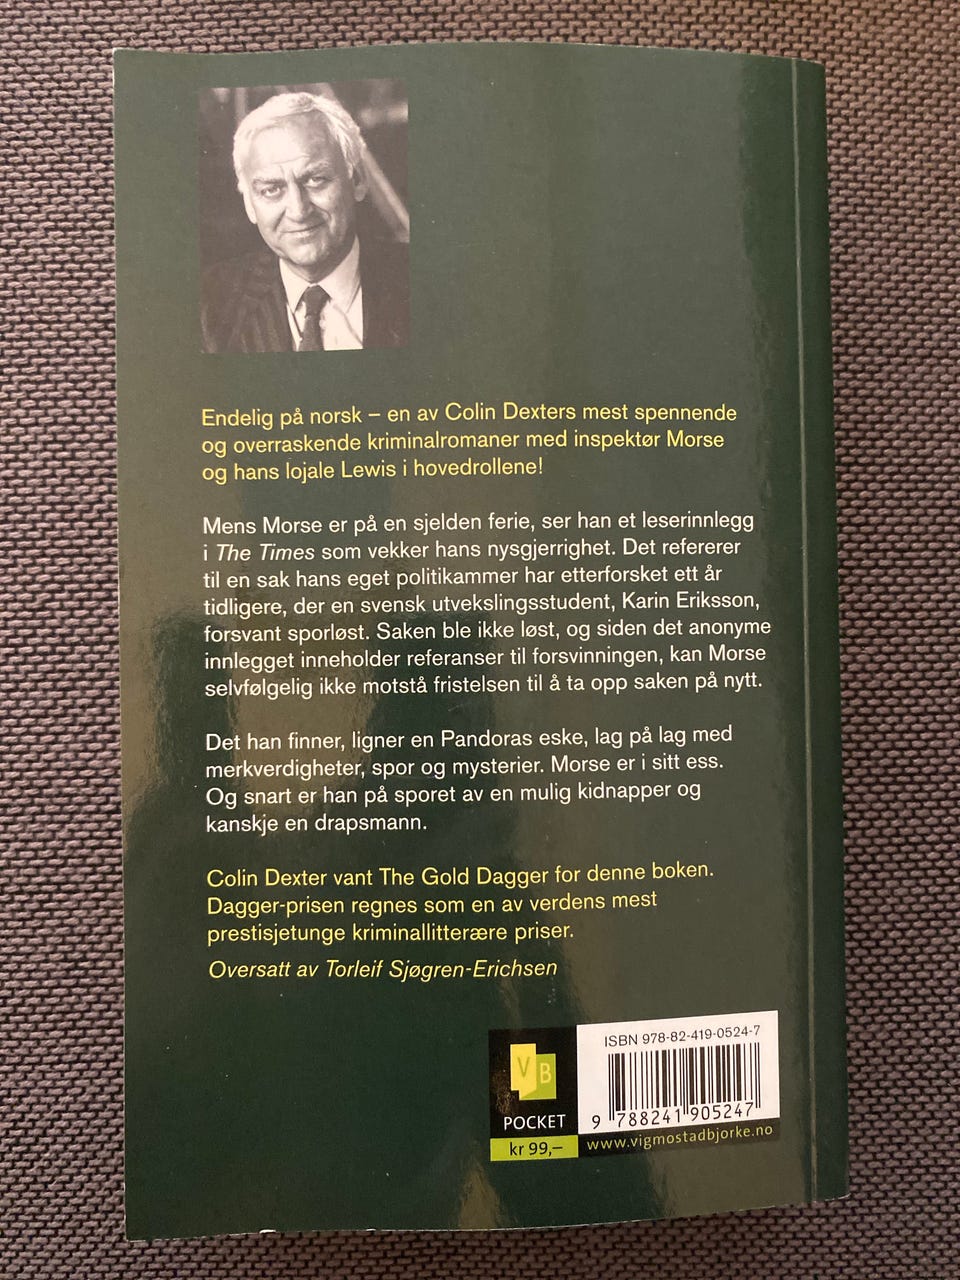 Endelig på norsk – en av Colin Dexters mest spennende
og overraskende kriminalromaner med inspektør Morse
og hans lojale Lewis i hovedrollene!
Mens Morse er på en sjelden ferie, ser han et leserinnlegg
i The Times som vekker hans nysgjerrighet. Det refererer
til en sak hans eget politikammer har etterforsket ett år
tidligere, der en svensk utvekslingsstudent, Karin Eriksson,
forsvant sporløst. Saken ble ikke løst, og siden det anonyme
innlegget inneholder referanser til forsvinningen, kan Morse
selvfølgelig ikke motstå fristelsen til å ta opp saken på nytt.
Det han finner, ligner en Pandoras eske, lag på lag med
merkverdigheter, spor og mysterier. Morse er i sitt ess.
Og snart er han på sporet av en mulig kidnapper og
kanskje en drapsmann.
Colin Dexter vant The Gold Dagger for denne boken.
Dagger-prisen regnes som en av verdens mest
prestisjetunge kriminallitterære priser.
Oversatt av Torleif Sjøgren-Erichsen
ISBN 978-82-419-0524-7
V B
POCKET
9 788241 905247
kr 99,–
www.vigmostadbjorke.no